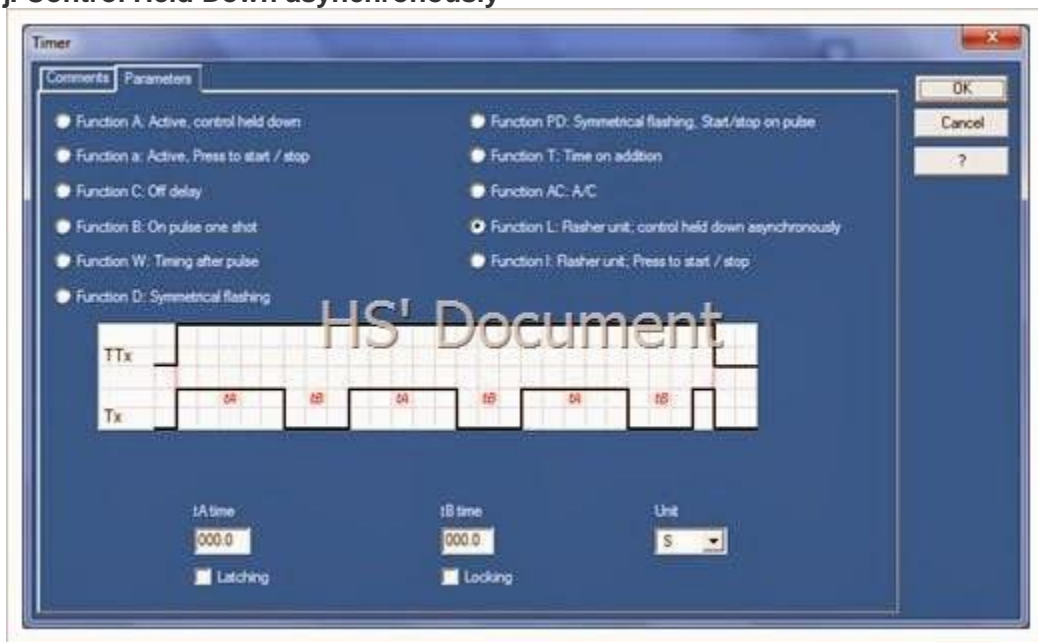 j. Control Held Down asynchronously
Timer
Comments Parameters
OK
Cancel
?
Function A: Active, control held down
Function a: Active, Press to start / stop
Function C: Off delay
Function B: On pulse one shot
Function W: Timing after pulse
Function D: Symmetrical flashing
Function PD: Symmetrical flashing, Start/stop on pulse
Function T: Time on addition
Function AC: A/C
Function L: Flasher unit; control held down asynchronously
Function l: Flasher unit; Press to start / stop
HS' Document
TTx
tA tB tA tB tA tB
Tx
tA time
000.0
Latching
tB time
000.0
Locking
Unit
S